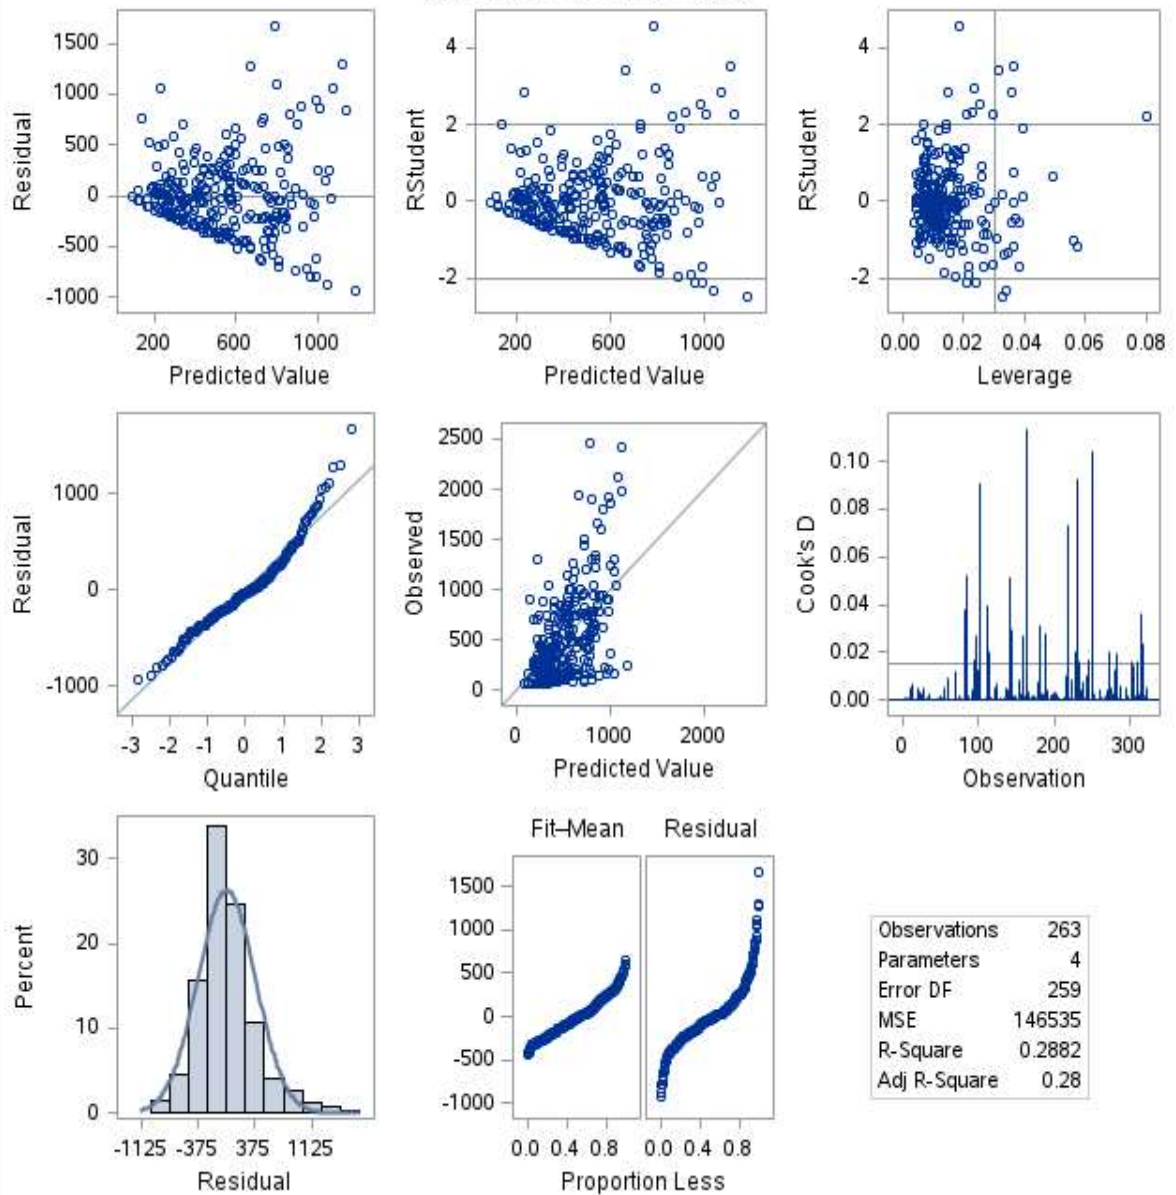 1500
1000
500
0
-500
-1000
Residual
200 600 1000
Predicted Value
4
2
0
-2
RStudent
200 600 1000
Predicted Value
4
2
0
-2
RStudent
0.00 0.02 0.04 0.06 0.08
Leverage
1000
0
-1000
Residual
-3 -2 -1 0 1 2 3
Quantile
2500
2000
1500
1000
500
0
Observed
0 1000 2000
Predicted Value
0.10
0.08
0.06
0.04
0.02
0.00
Cook's D
0 100 200 300
Observation
30
20
10
0
Percent
-1125 -375 375 1125
Residual
Fit–Mean Residual
1500
1000
500
0
-500
-1000
0.0 0.4 0.8 0.0 0.4 0.8
Proportion Less
Observations 263
Parameters 4
Error DF 259
MSE 146535
R-Square 0.2882
Adj R-Square 0.28